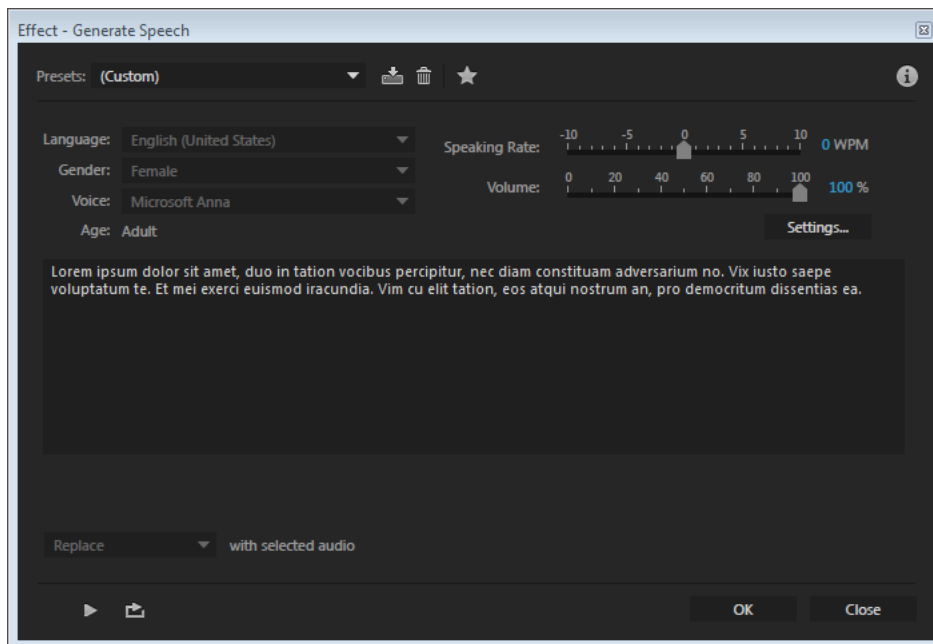 Effect - Generate Speech
Presets: (Custom)
Language: English (United States)
Gender: Female
Voice: Microsoft Anna
Age: Adult
Speaking Rate: -10 -5 0 5 10 0 WPM
Volume: 0 20 40 60 80 100 100 %
Settings...
Lorem ipsum dolor sit amet, duo in tation vocibus percipitur, nec diam constituam adversarium no. Vix iusto saepe
voluptatum te. Et mei exerci euismod iracundia. Vim cu elit tation, eos atqui nostrum an, pro democritum dissentias ea.
Replace with selected audio
OK Close